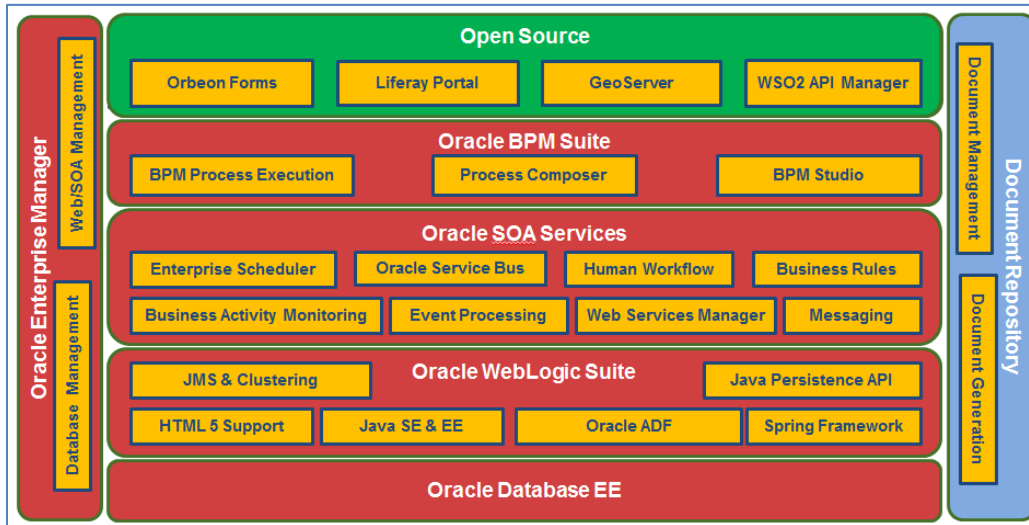 Oracle Enterprise Manager
Web/SOA Management
Database Management
Open Source
Orbeon Forms
Liferay Portal
GeoServer
WSO2 API Manager
Oracle BPM Suite
BPM Process Execution
Process Composer
BPM Studio
Oracle SOA Services
Enterprise Scheduler
Oracle Service Bus
Human Workflow
Business Rules
Business Activity Monitoring
Event Processing
Web Services Manager
Messaging
Oracle WebLogic Suite
JMS & Clustering
Java Persistence API
HTML 5 Support
Java SE & EE
Oracle ADF
Spring Framework
Oracle Database EE
Document Management
Document Generation
Document Repository